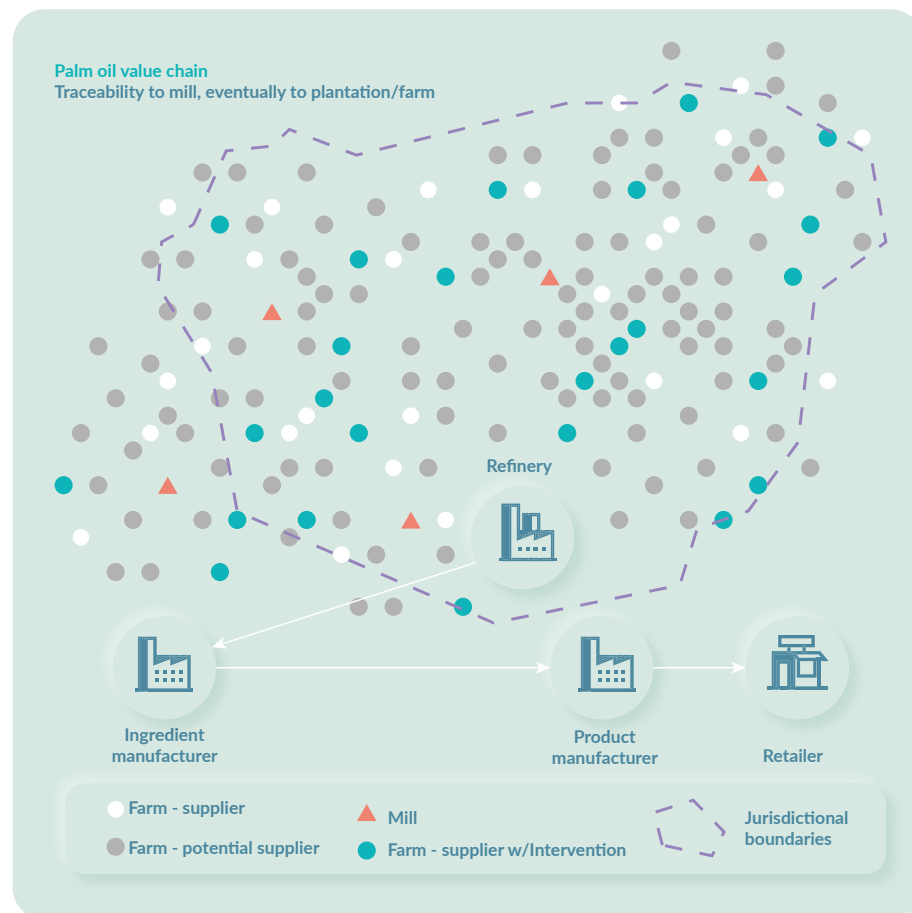 Palm oil value chain
Traceability to mill, eventually to plantation/farm
Refinery
Ingredient
manufacturer
Product
manufacturer
Retailer
Farm - supplier
Farm - potential supplier
Mill
Farm - supplier w/Intervention
Jurisdictional
boundaries